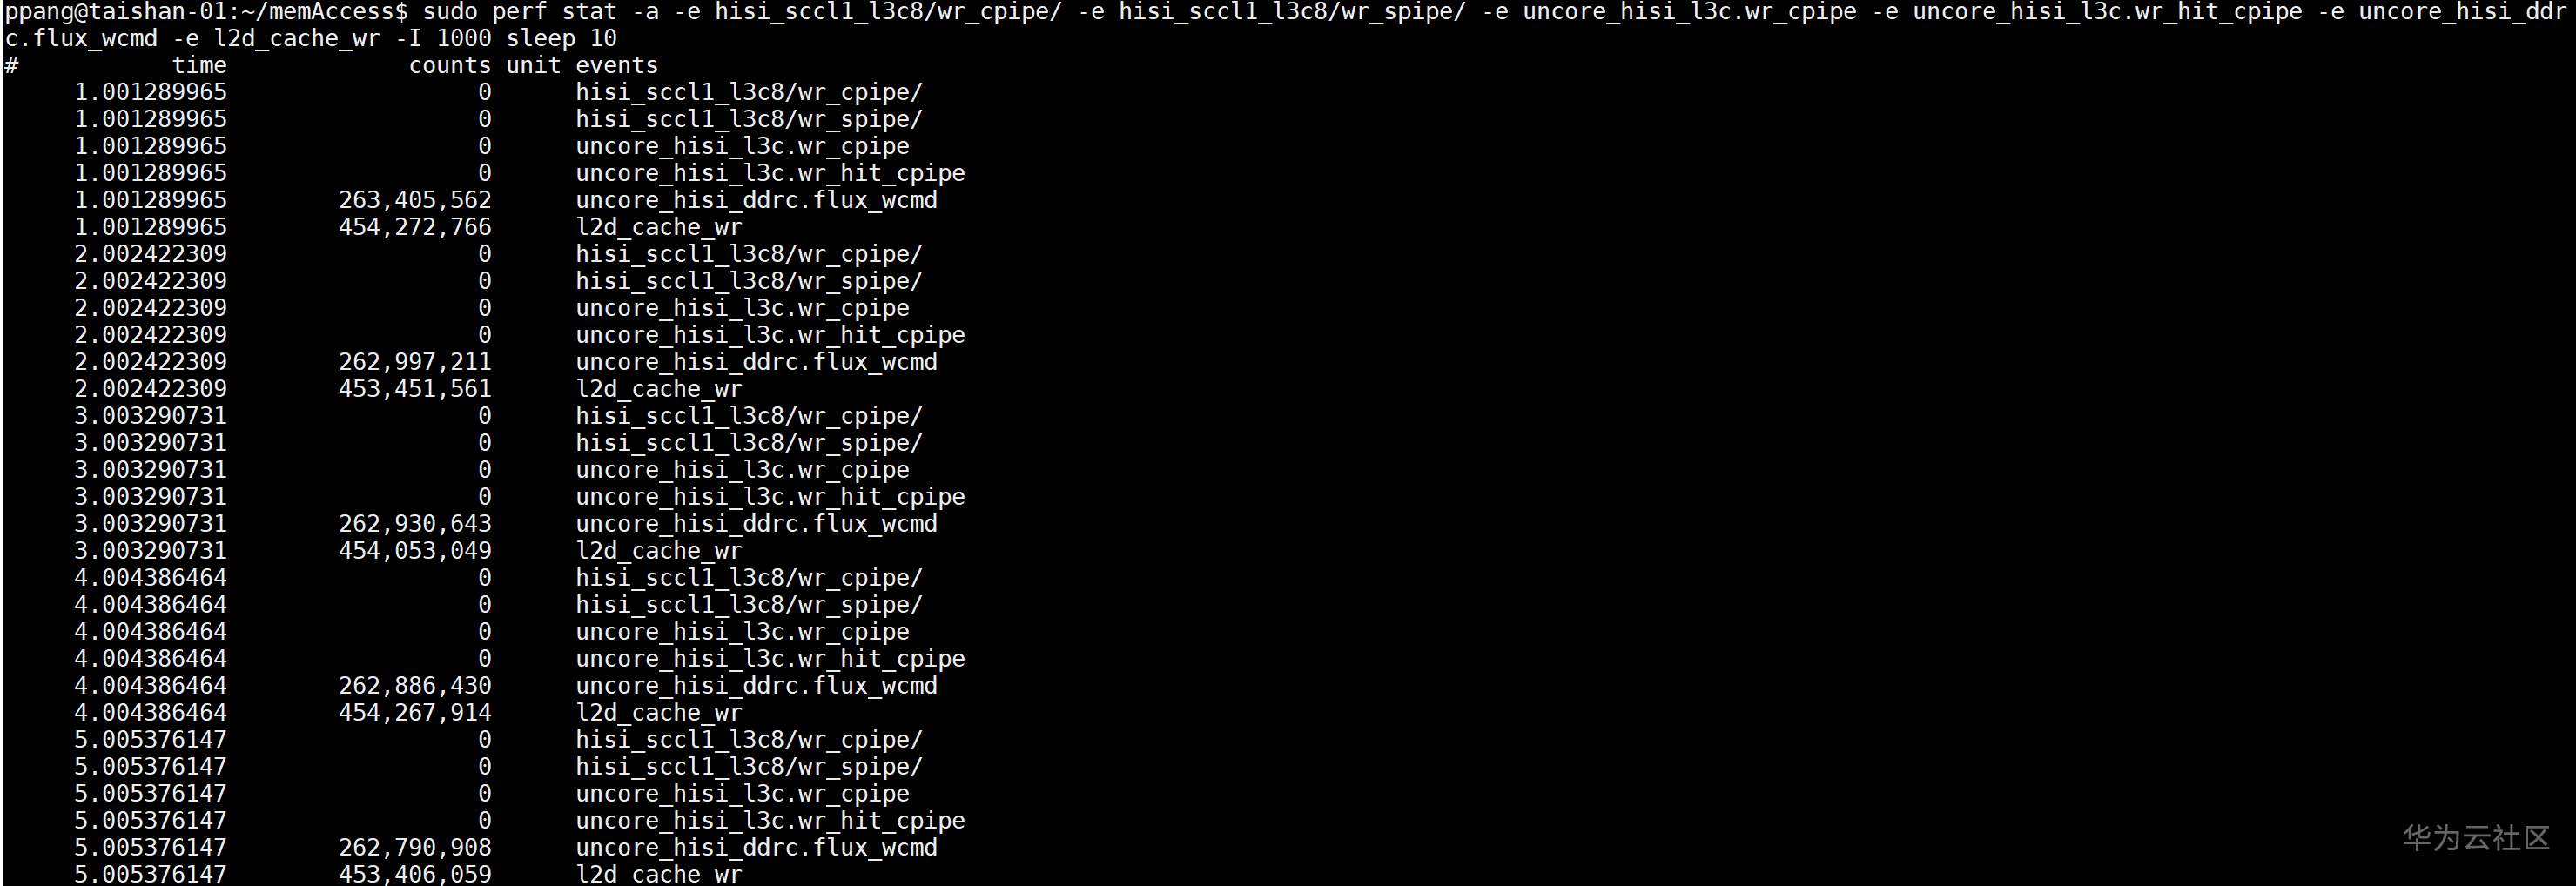 ppang@taishan-01:~/memAccess$ sudo perf stat -a -e hisi_sccl1_l3c8/wr_cpipe/ -e hisi_sccl1_l3c8/wr_spipe/ -e uncore_hisi_l3c.wr_cpipe -e uncore_hisi_l3c.wr_hit_cpipe -e uncore_hisi_ddr
c.flux_wcmd -e l2d_cache_wr -I 1000 sleep 10
# time counts unit events
1.001289965 0 hisi_sccl1_l3c8/wr_cpipe/
1.001289965 0 hisi_sccl1_l3c8/wr_spipe/
1.001289965 0 uncore_hisi_l3c.wr_cpipe
1.001289965 0 uncore_hisi_l3c.wr_hit_cpipe
1.001289965 263,405,562 uncore_hisi_ddrc.flux_wcmd
1.001289965 454,272,766 l2d_cache_wr
2.002422309 0 hisi_sccl1_l3c8/wr_cpipe/
2.002422309 0 hisi_sccl1_l3c8/wr_spipe/
2.002422309 0 uncore_hisi_l3c.wr_cpipe
2.002422309 0 uncore_hisi_l3c.wr_hit_cpipe
2.002422309 262,997,211 uncore_hisi_ddrc.flux_wcmd
2.002422309 453,451,561 l2d_cache_wr
3.003290731 0 hisi_sccl1_l3c8/wr_cpipe/
3.003290731 0 hisi_sccl1_l3c8/wr_spipe/
3.003290731 0 uncore_hisi_l3c.wr_cpipe
3.003290731 0 uncore_hisi_l3c.wr_hit_cpipe
3.003290731 262,930,643 uncore_hisi_ddrc.flux_wcmd
3.003290731 454,053,049 l2d_cache_wr
4.004386464 0 hisi_sccl1_l3c8/wr_cpipe/
4.004386464 0 hisi_sccl1_l3c8/wr_spipe/
4.004386464 0 uncore_hisi_l3c.wr_cpipe
4.004386464 0 uncore_hisi_l3c.wr_hit_cpipe
4.004386464 262,886,430 uncore_hisi_ddrc.flux_wcmd
4.004386464 454,267,914 l2d_cache_wr
5.005376147 0 hisi_sccl1_l3c8/wr_cpipe/
5.005376147 0 hisi_sccl1_l3c8/wr_spipe/
5.005376147 0 uncore_hisi_l3c.wr_cpipe
5.005376147 0 uncore_hisi_l3c.wr_hit_cpipe
5.005376147 262,790,908 uncore_hisi_ddrc.flux_wcmd
5.005376147 453,406,059 l2d_cache_wr
华为云社区